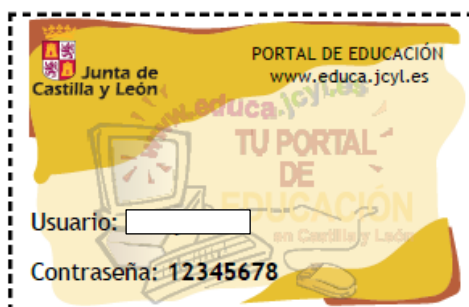 Junta de
Castilla y León
PORTAL DE EDUCACIÓN
www.educa.jcyl.es
www.educa.jcyl.es
TU PORTAL
DE
EDUCACIÓN
en Castilla y León
Usuario:
Contraseña: 12345678